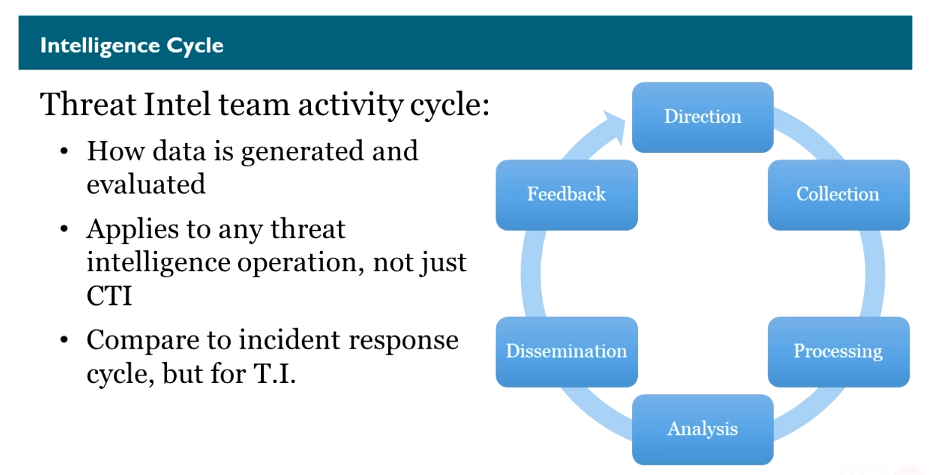 Intelligence Cycle
Threat Intel team activity cycle:
• How data is generated and
evaluated
• Applies to any threat
intelligence operation, not just
CTI
• Compare to incident response
cycle, but for T.I.
Direction
Collection
Processing
Analysis
Dissemination
Feedback